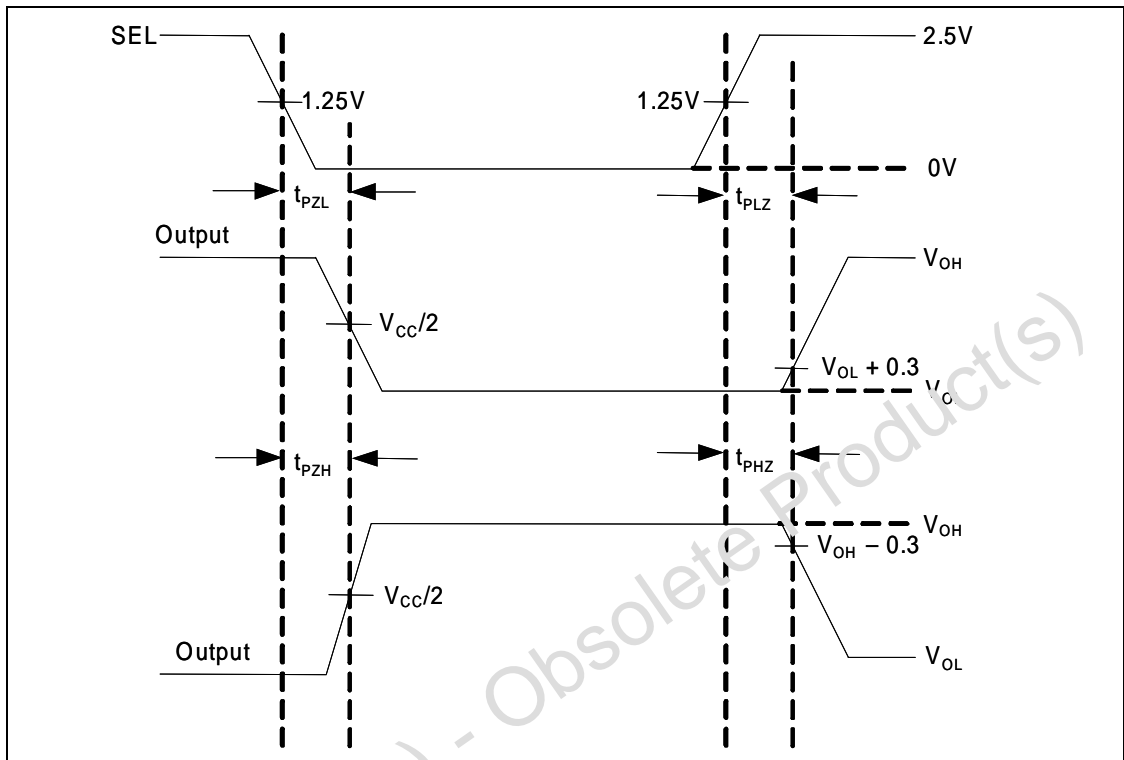 SEL
2.5V
1.25V
1.25V
0V
tPZL
tPLZ
Output
VOH
VCC/2
VOL + 0.3
tPZH
tPHZ
VOH
VOH – 0.3
VCC/2
Output
VOL
) - Obsolete Product(s)